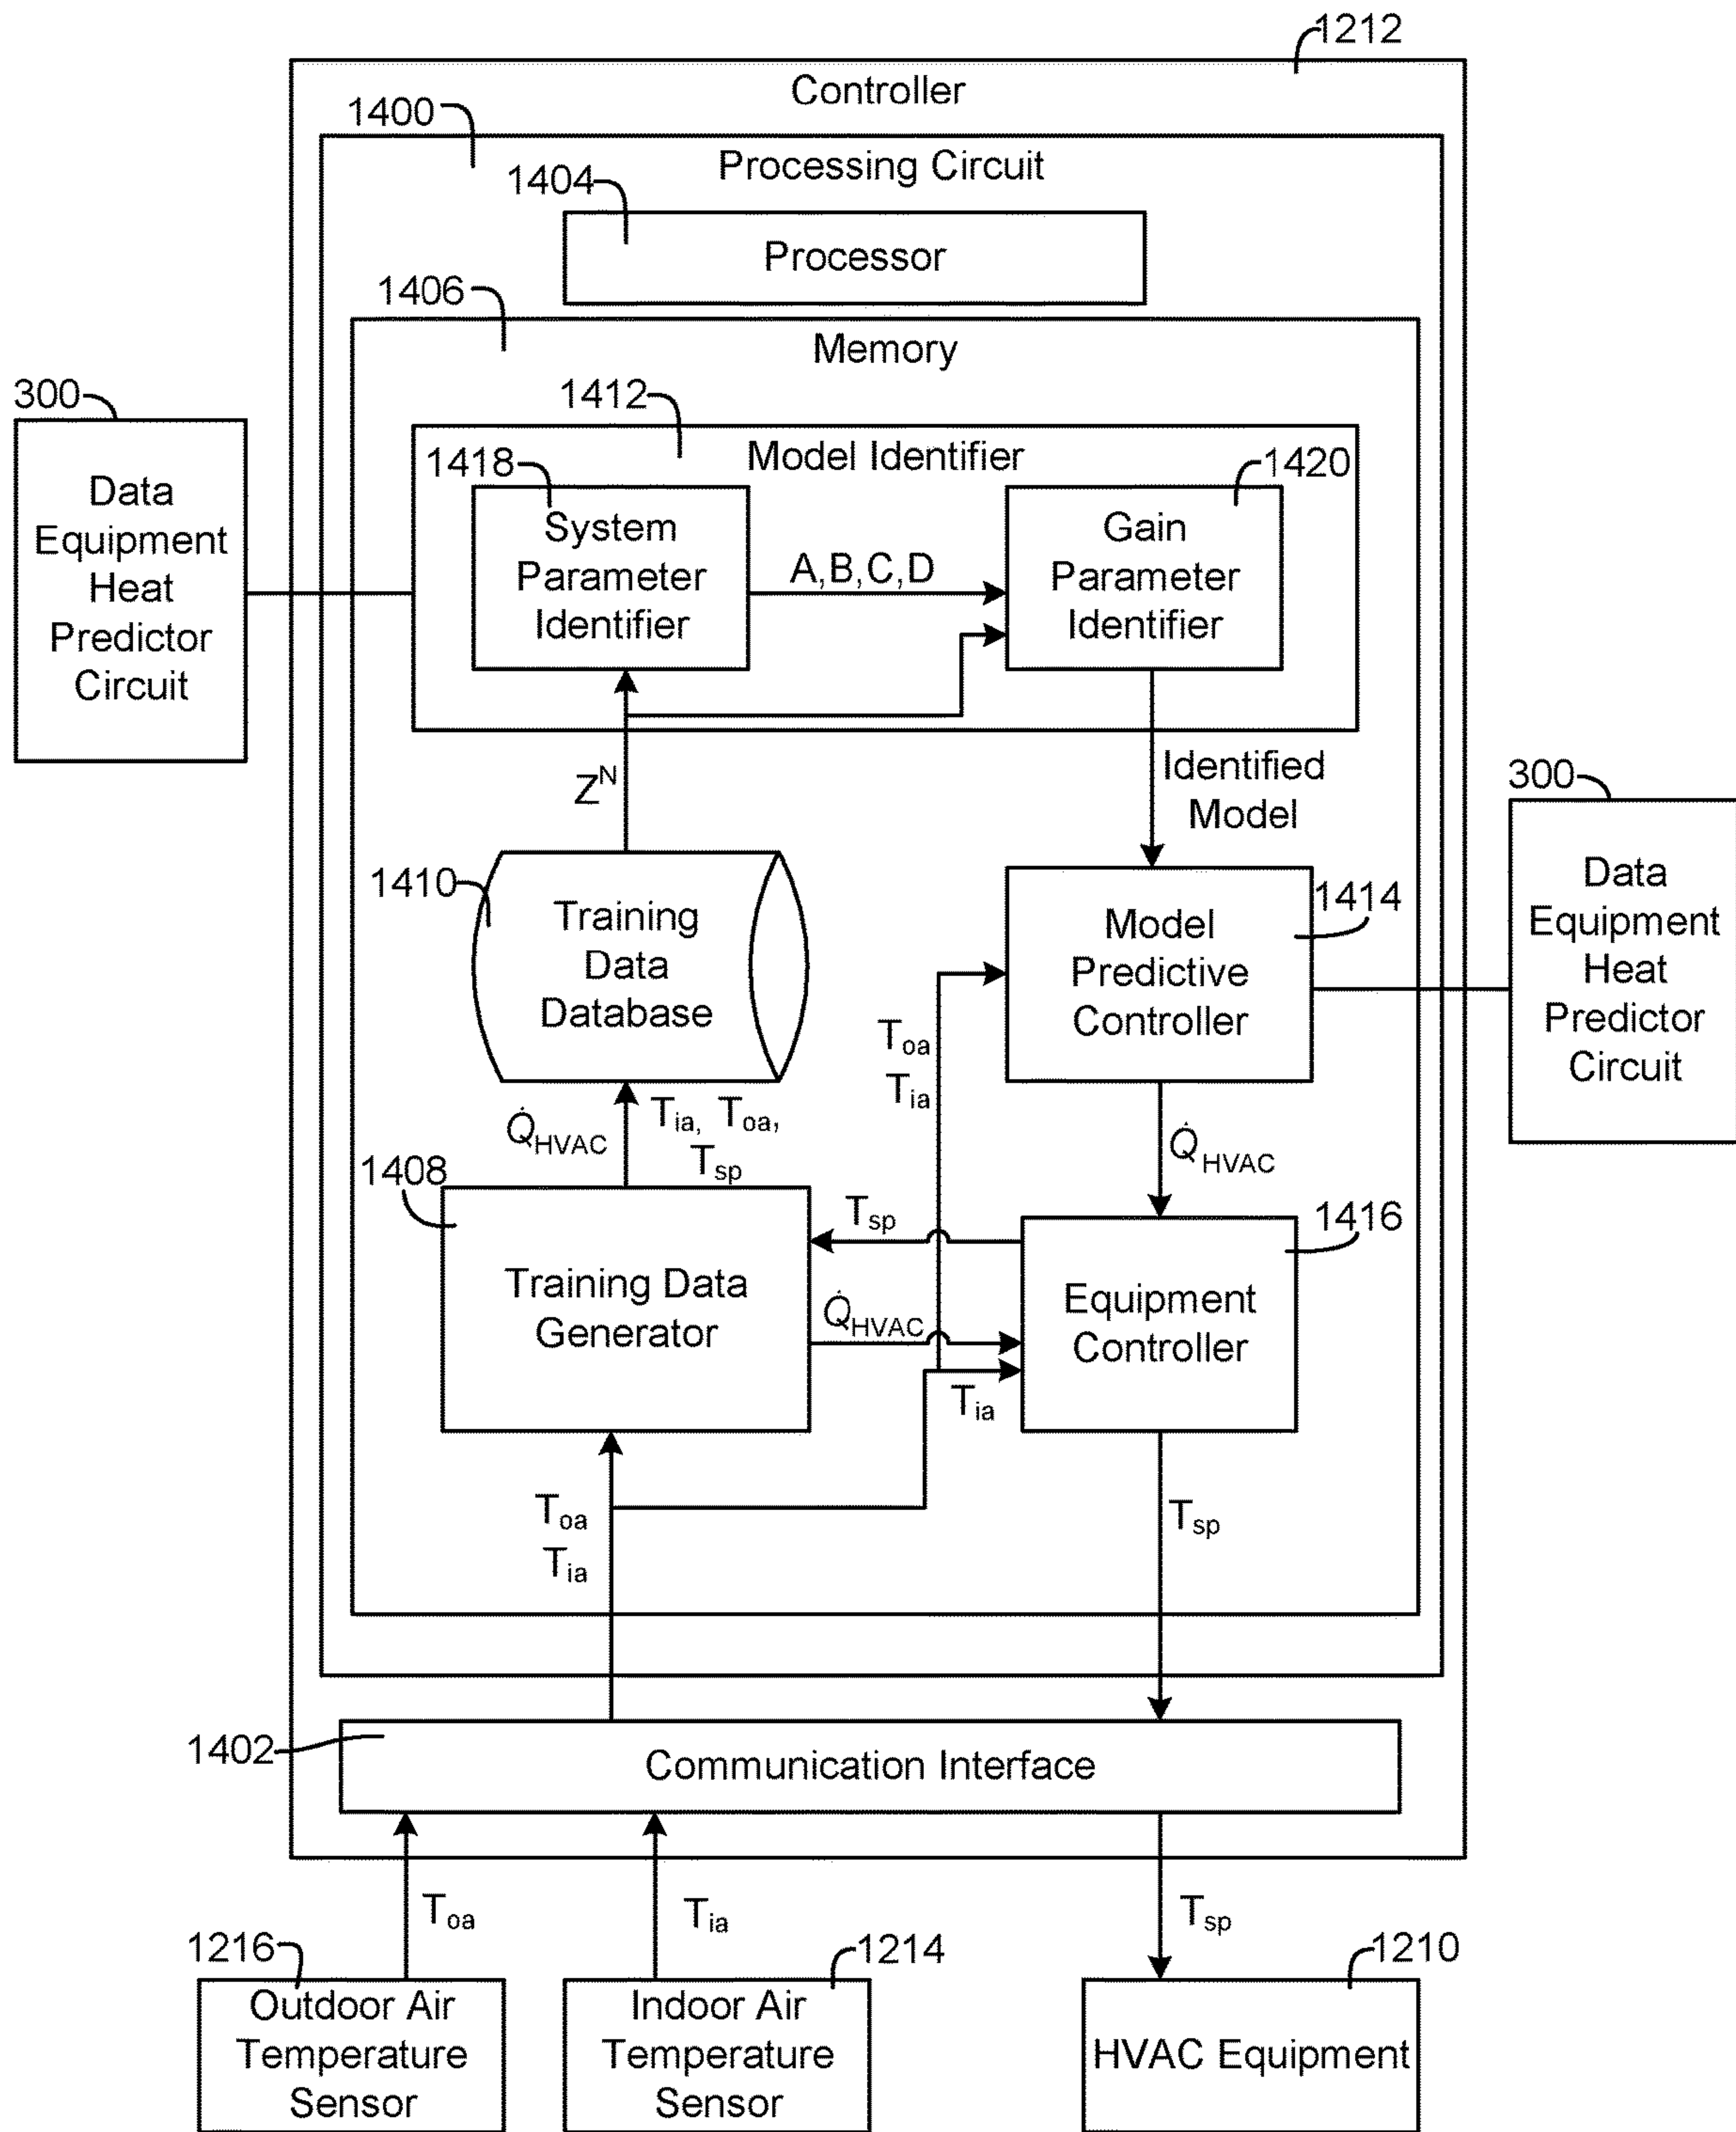 1212
Controller
1400
Processing Circuit
1404
Processor
1406
Memory
300
Data
Equipment
Heat
Predictor
Circuit
1412
Model Identifier
1418
System
Parameter
Identifier
A,B,C,D
1420
Gain
Parameter
Identifier
Z^N
Identified
Model
300
Data
Equipment
Heat
Predictor
Circuit
1410
Training
Data
Database
1414
Model
Predictive
Controller
T_oa
T_ia
Q̇_HVAC
T_ia, T_oa,
T_sp
Q̇_HVAC
1408
Training Data
Generator
T_sp
Q̇_HVAC
T_ia
1416
Equipment
Controller
T_oa
T_ia
T_sp
1402
Communication Interface
T_oa
T_ia
T_sp
1216
Outdoor Air
Temperature
Sensor
1214
Indoor Air
Temperature
Sensor
1210
HVAC Equipment